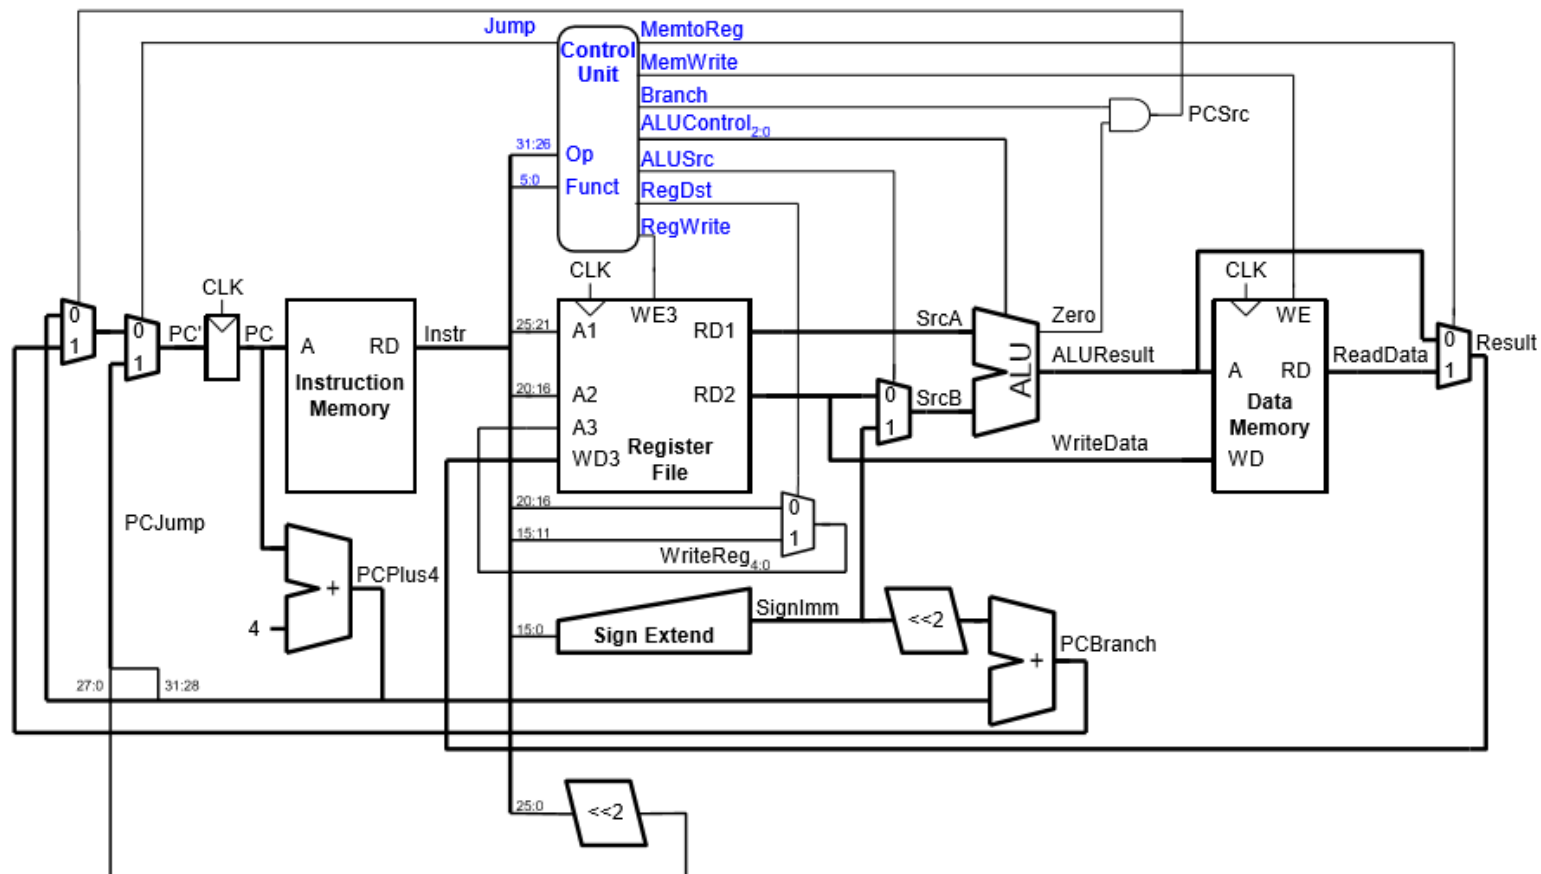 Jump
MemtoReg
Control
Unit
MemWrite
Branch
PCSrc
ALUControl2:0
31:26
Op
ALUSrc
5:0
Funct
RegDst
RegWrite
CLK
CLK
CLK
0
1
0
1
PC'
PC
A
RD
Instruction
Memory
Instr
25:21
A1
WE3
RD1
SrcA
Zero
ALU
ALUResult
WE
A
RD
ReadData
0
1
Result
20:16
A2
RD2
0
1
SrcB
Data
Memory
A3
WD3
Register
File
WriteData
WD
20:16
0
15:11
1
WriteReg4:0
PCJump
PCPlus4
+
4
SignImm
<<2
15:0
Sign Extend
+
PCBranch
27:0
31:28
25:0
<<2